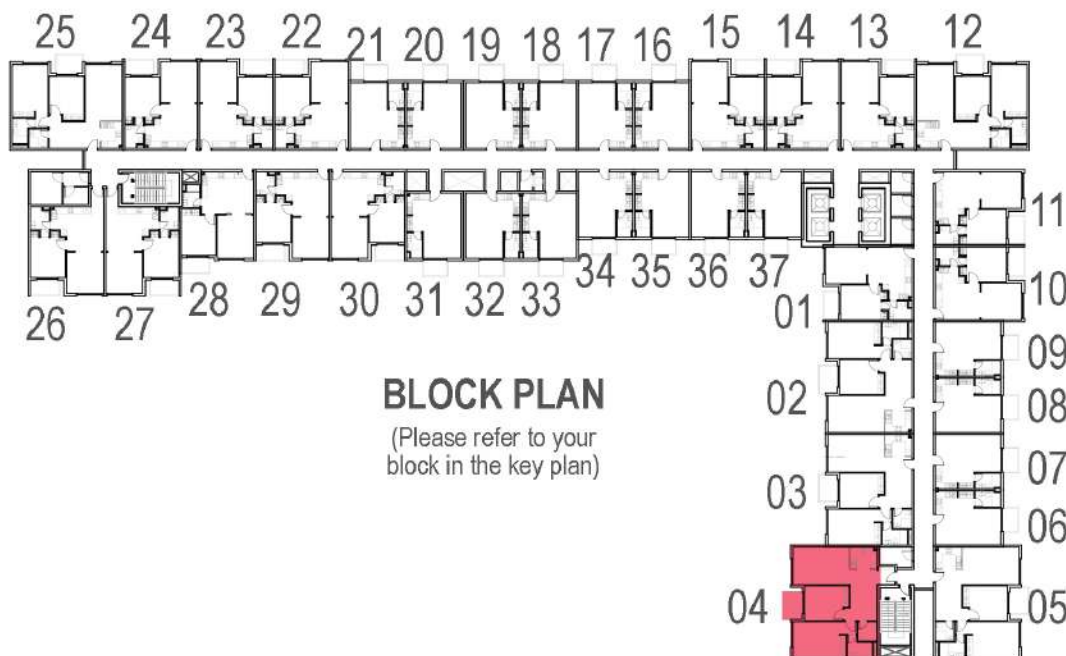 25 24 23 22 21 20 19 18 17 16 15 14 13 12
11
26 27 28 29 30 31 32 33 34 35 36 37
10
01
09
BLOCK PLAN
02
08
(Please refer to your
block in the key plan)
07
03
06
04
05